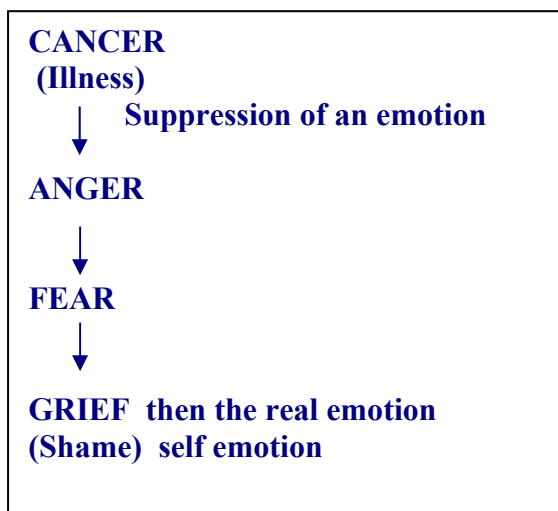 CANCER
(Illness)
Suppression of an emotion
ANGER
FEAR
GRIEF then the real emotion
(Shame) self emotion